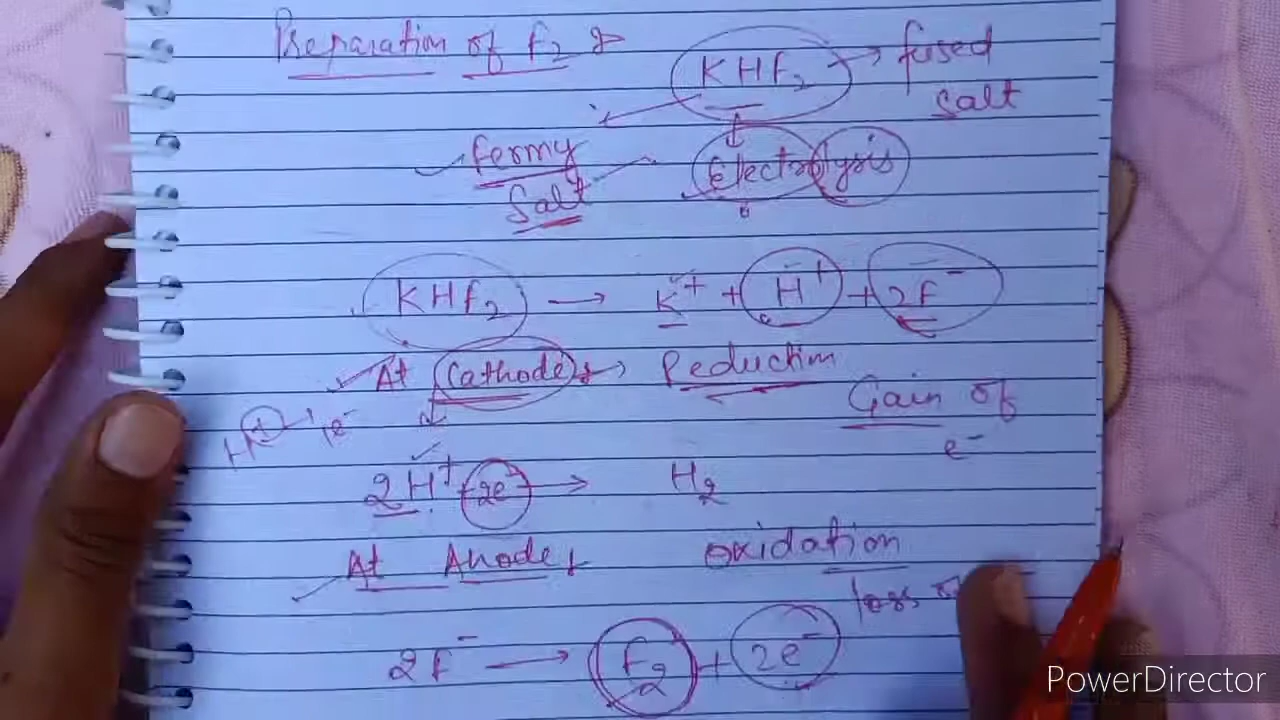 Preparation of F2
KHF2 → fused
salt
Fermy
Salt
Electrolysis
KHF2 → K+ + H+ + 2F-
At Cathode → Reduction
Gain of
e-
H+ 1e-
2H+ + 2e- → H2
At Anode oxidation
loss of
2F- → F2 + 2e-
PowerDirector